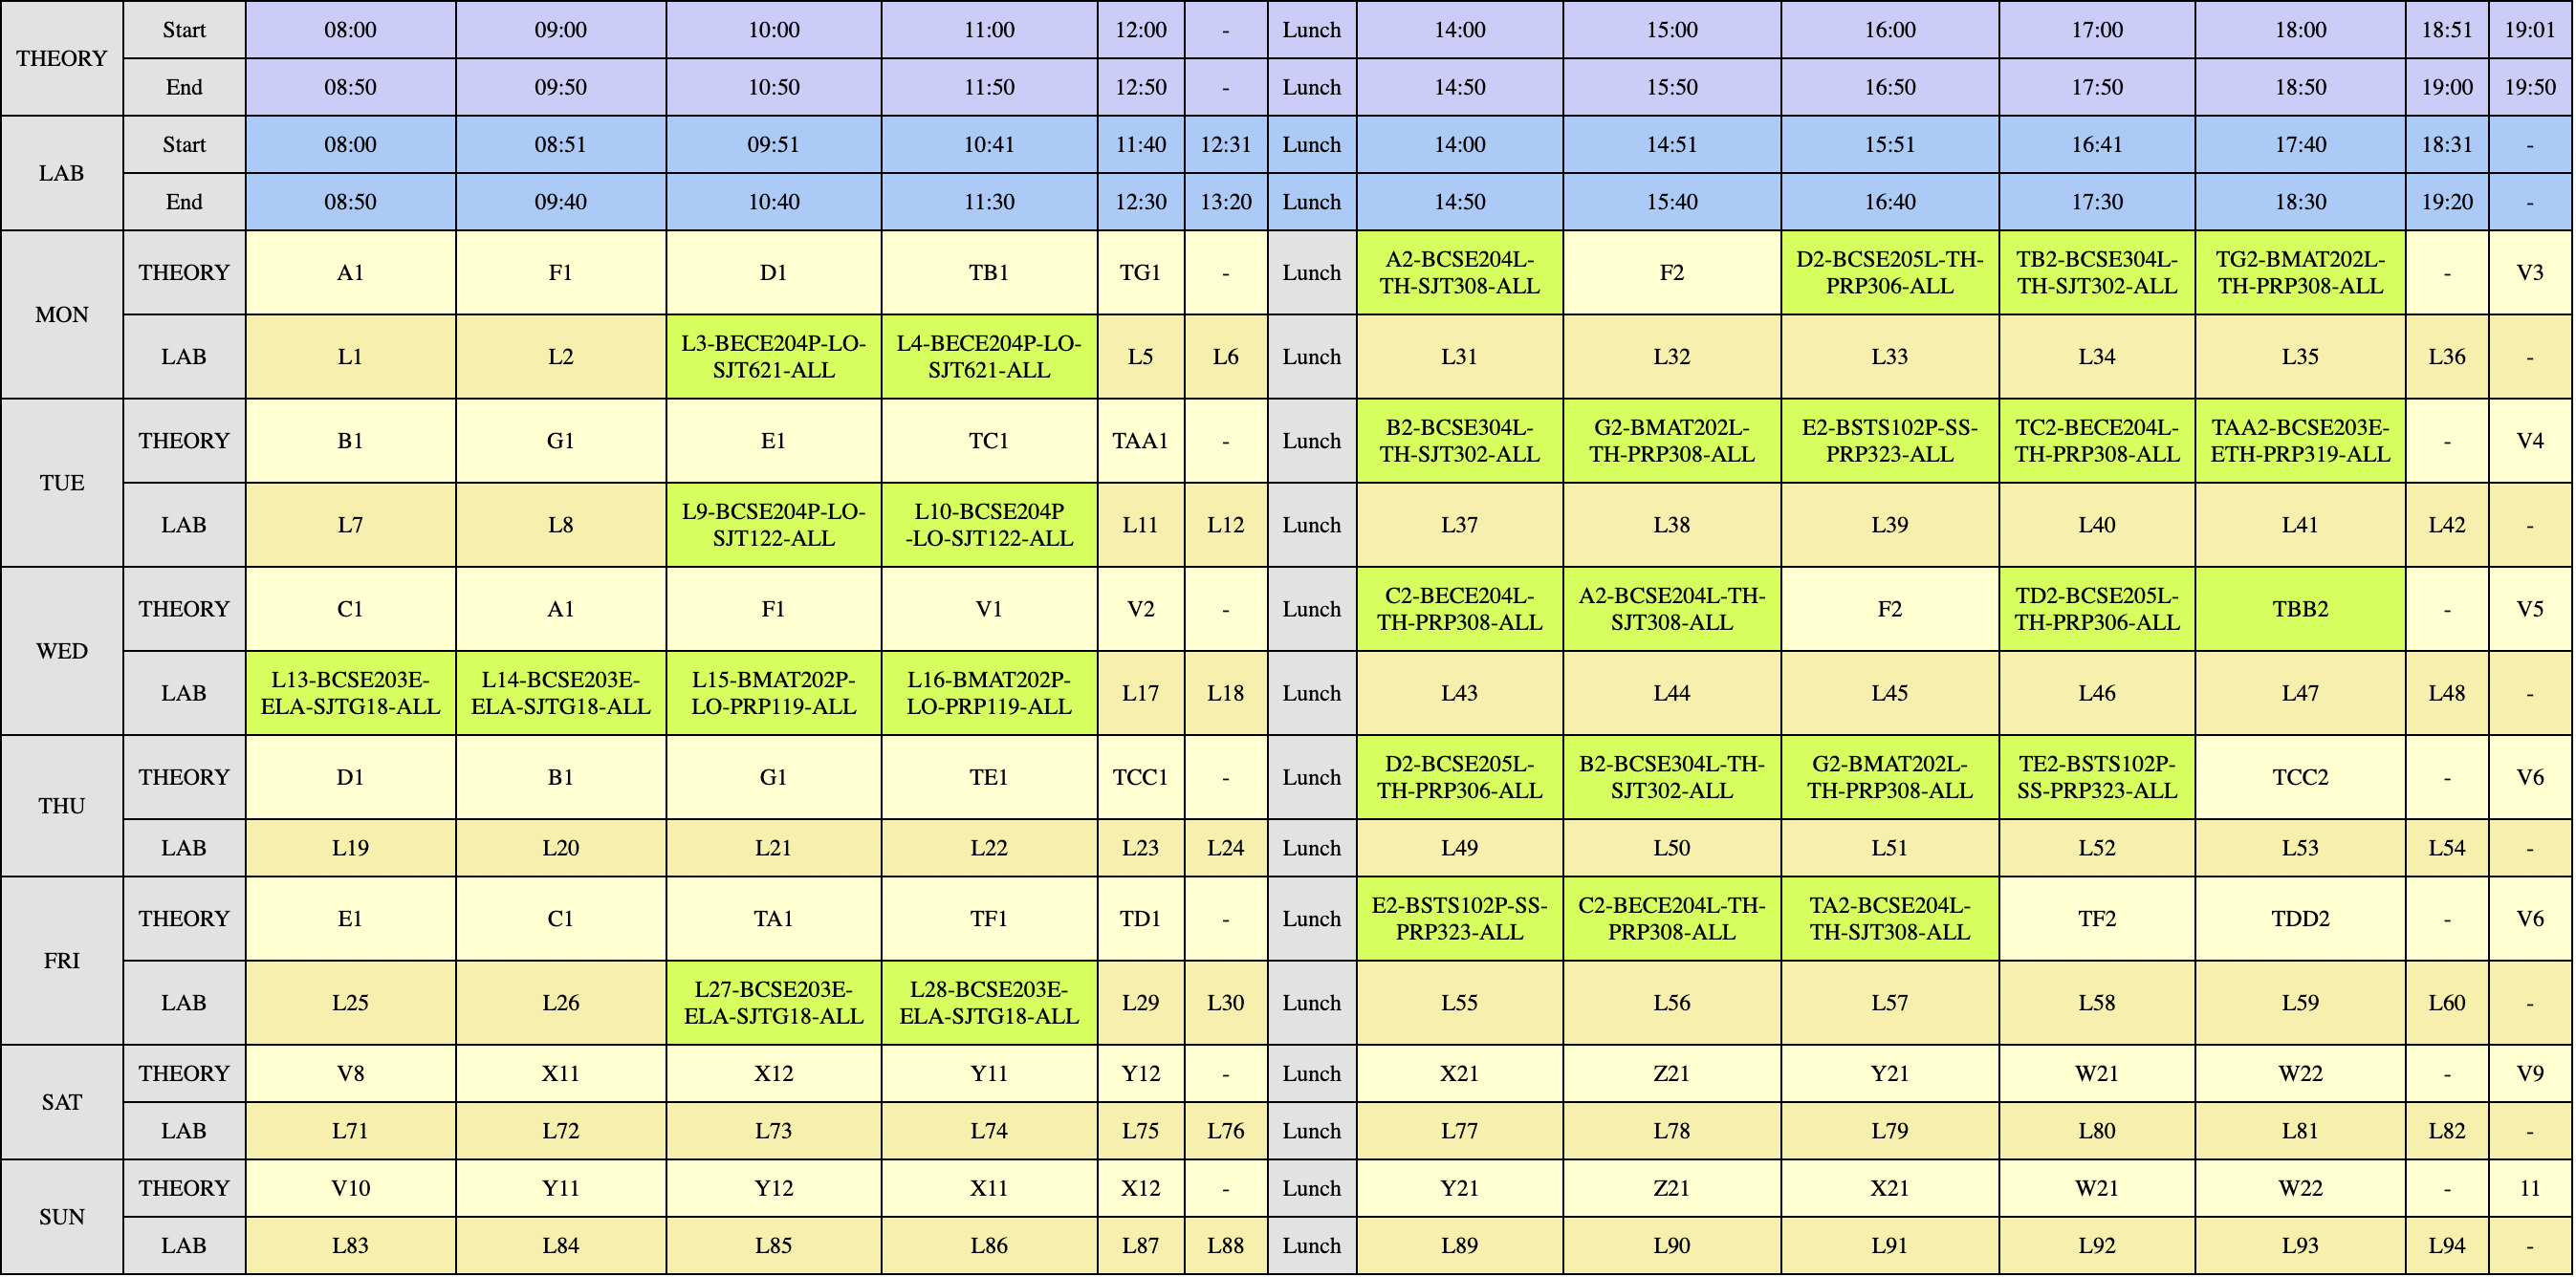 THEORY Start 08:00 09:00 10:00 11:00 12:00 - Lunch 14:00 15:00 16:00 17:00 18:00 18:51 19:01
End 08:50 09:50 10:50 11:50 12:50 - Lunch 14:50 15:50 16:50 17:50 18:50 19:00 19:50
LAB Start 08:00 08:51 09:51 10:41 11:40 12:31 Lunch 14:00 14:51 15:51 16:41 17:40 18:31 -
End 08:50 09:40 10:40 11:30 12:30 13:20 Lunch 14:50 15:40 16:40 17:30 18:30 19:20 -
MON THEORY A1 F1 D1 TB1 TG1 - Lunch A2-BCSE204L-TH-SJT308-ALL F2 D2-BCSE205L-TH-PRP306-ALL TB2-BCSE304L-TH-SJT302-ALL TG2-BMAT202L-TH-PRP308-ALL - V3
LAB L1 L2 L3-BECE204P-LO-SJT621-ALL L4-BECE204P-LO-SJT621-ALL L5 L6 Lunch L31 L32 L33 L34 L35 L36 -
TUE THEORY B1 G1 E1 TC1 TAA1 - Lunch B2-BCSE304L-TH-SJT302-ALL G2-BMAT202L-TH-PRP308-ALL E2-BSTS102P-SS-PRP323-ALL TC2-BECE204L-TH-PRP308-ALL TAA2-BCSE203E-ETH-PRP319-ALL - V4
LAB L7 L8 L9-BCSE204P-LO-SJT122-ALL L10-BCSE204P -LO-SJT122-ALL L11 L12 Lunch L37 L38 L39 L40 L41 L42 -
WED THEORY C1 A1 F1 V1 V2 - Lunch C2-BECE204L-TH-PRP308-ALL A2-BCSE204L-TH-SJT308-ALL F2 TD2-BCSE205L-TH-PRP306-ALL TBB2 - V5
LAB L13-BCSE203E-ELA-SJTG18-ALL L14-BCSE203E-ELA-SJTG18-ALL L15-BMAT202P-LO-PRP119-ALL L16-BMAT202P-LO-PRP119-ALL L17 L18 Lunch L43 L44 L45 L46 L47 L48 -
THU THEORY D1 B1 G1 TE1 TCC1 - Lunch D2-BCSE205L-TH-PRP306-ALL B2-BCSE304L-TH-SJT302-ALL G2-BMAT202L-TH-PRP308-ALL TE2-BSTS102P-SS-PRP323-ALL TCC2 - V6
LAB L19 L20 L21 L22 L23 L24 Lunch L49 L50 L51 L52 L53 L54 -
FRI THEORY E1 C1 TA1 TF1 TD1 - Lunch E2-BSTS102P-SS-PRP323-ALL C2-BECE204L-TH-PRP308-ALL TA2-BCSE204L-TH-SJT308-ALL TF2 TDD2 - V6
LAB L25 L26 L27-BCSE203E-ELA-SJTG18-ALL L28-BCSE203E-ELA-SJTG18-ALL L29 L30 Lunch L55 L56 L57 L58 L59 L60 -
SAT THEORY V8 X11 X12 Y11 Y12 - Lunch X21 Z21 Y21 W21 W22 - V9
LAB L71 L72 L73 L74 L75 L76 Lunch L77 L78 L79 L80 L81 L82 -
SUN THEORY V10 Y11 Y12 X11 X12 - Lunch Y21 Z21 X21 W21 W22 - 11
LAB L83 L84 L85 L86 L87 L88 Lunch L89 L90 L91 L92 L93 L94 -